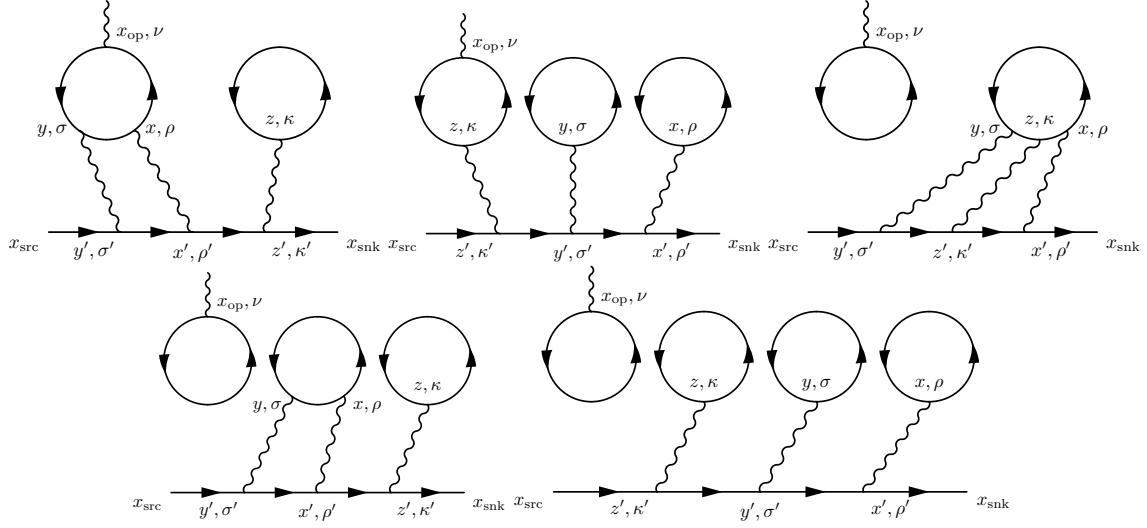 x_op, ν
y, σ x, ρ z, κ
x_src y′, σ′ x′, ρ′ z′, κ′ x_snk
x_op, ν
z, κ y, σ x, ρ
x_src z′, κ′ y′, σ′ x′, ρ′ x_snk
x_op, ν
y, σ z, κ x, ρ
x_src y′, σ′ z′, κ′ x′, ρ′ x_snk
x_op, ν
y, σ x, ρ z, κ
x_src y′, σ′ x′, ρ′ z′, κ′ x_snk
x_op, ν
z, κ y, σ x, ρ
x_src z′, κ′ y′, σ′ x′, ρ′ x_snk